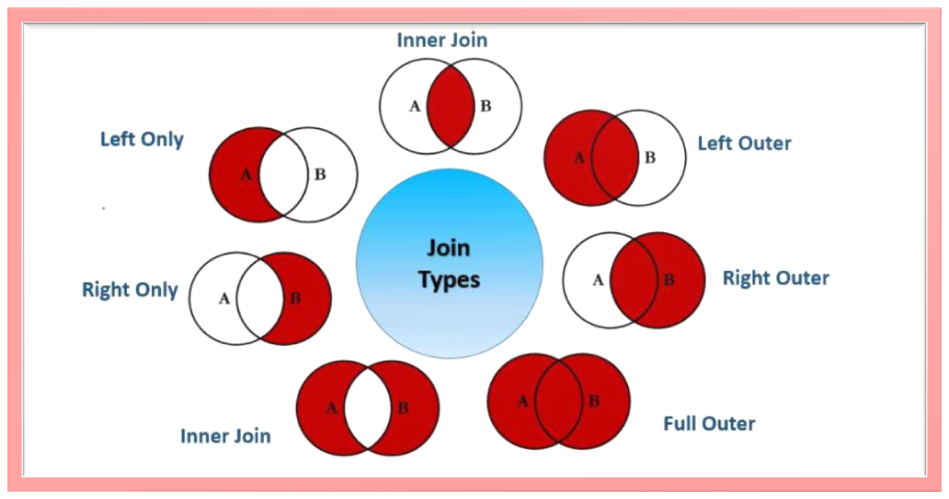 Inner Join
A B
Left Only
A B
A B
Left Outer
Join
Types
Right Only
A B
A B
Right Outer
Inner Join
A B
A B
Full Outer